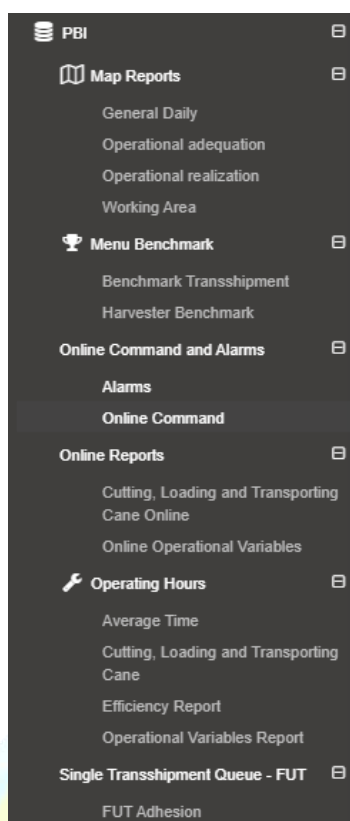 PBI
Map Reports
General Daily
Operational adequation
Operational realization
Working Area
Menu Benchmark
Benchmark Transshipment
Harvester Benchmark
Online Command and Alarms
Alarms
Online Command
Online Reports
Cutting, Loading and Transporting
Cane Online
Online Operational Variables
Operating Hours
Average Time
Cutting, Loading and Transporting
Cane
Efficiency Report
Operational Variables Report
Single Transshipment Queue - FUT
FUT Adhesion